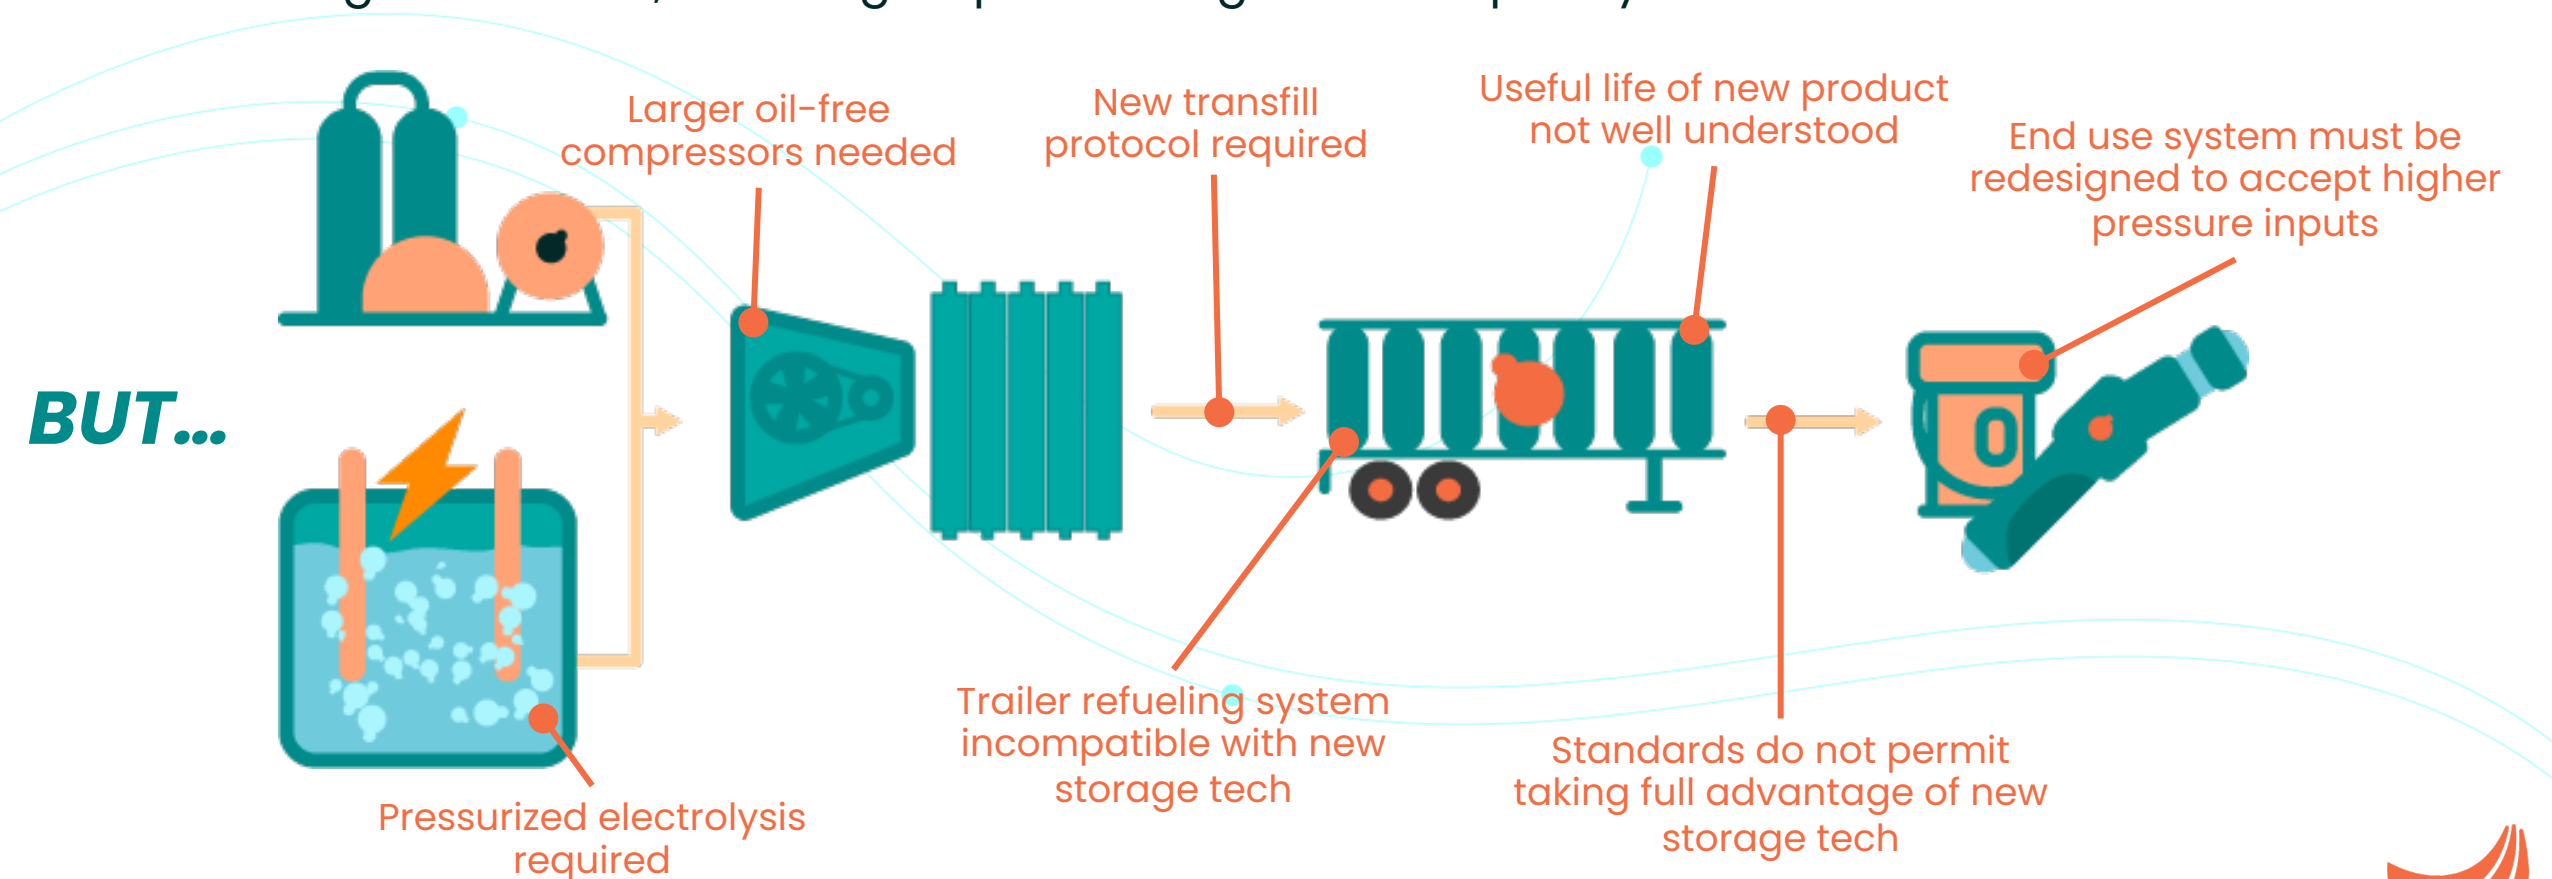 Larger oil-free
compressors needed
New transfill
protocol required
Useful life of new product
not well understood
End use system must be
redesigned to accept higher
pressure inputs
BUT...
Trailer refueling system
incompatible with new
storage tech
Standards do not permit
taking full advantage of new
storage tech
Pressurized electrolysis
required